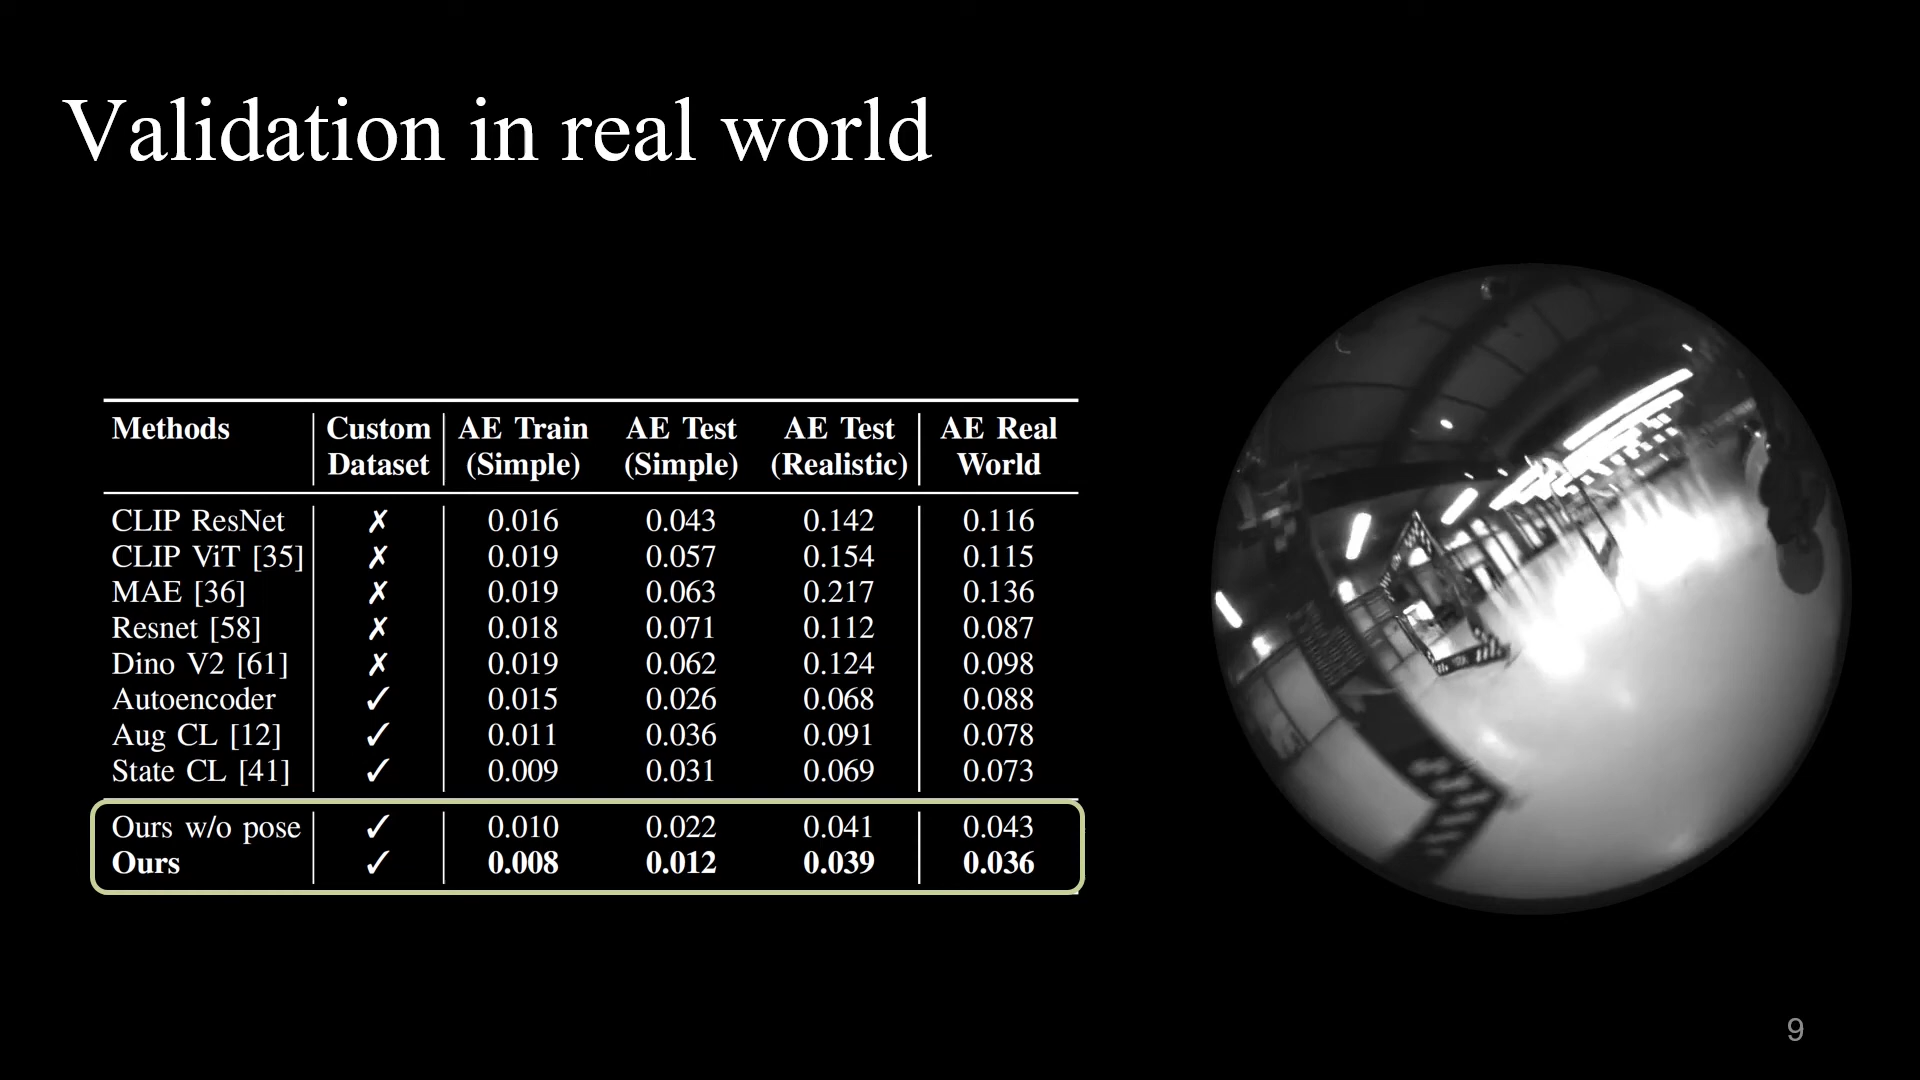 Validation in real world
Methods Custom Dataset AE Train (Simple) AE Test (Simple) AE Test (Realistic) AE Real World
CLIP ResNet ✗ 0.016 0.043 0.142 0.116
CLIP ViT [35] ✗ 0.019 0.057 0.154 0.115
MAE [36] ✗ 0.019 0.063 0.217 0.136
Resnet [58] ✗ 0.018 0.071 0.112 0.087
Dino V2 [61] ✗ 0.019 0.062 0.124 0.098
Autoencoder ✓ 0.015 0.026 0.068 0.088
Aug CL [12] ✓ 0.011 0.036 0.091 0.078
State CL [41] ✓ 0.009 0.031 0.069 0.073
Ours w/o pose ✓ 0.010 0.022 0.041 0.043
Ours ✓ 0.008 0.012 0.039 0.036
9